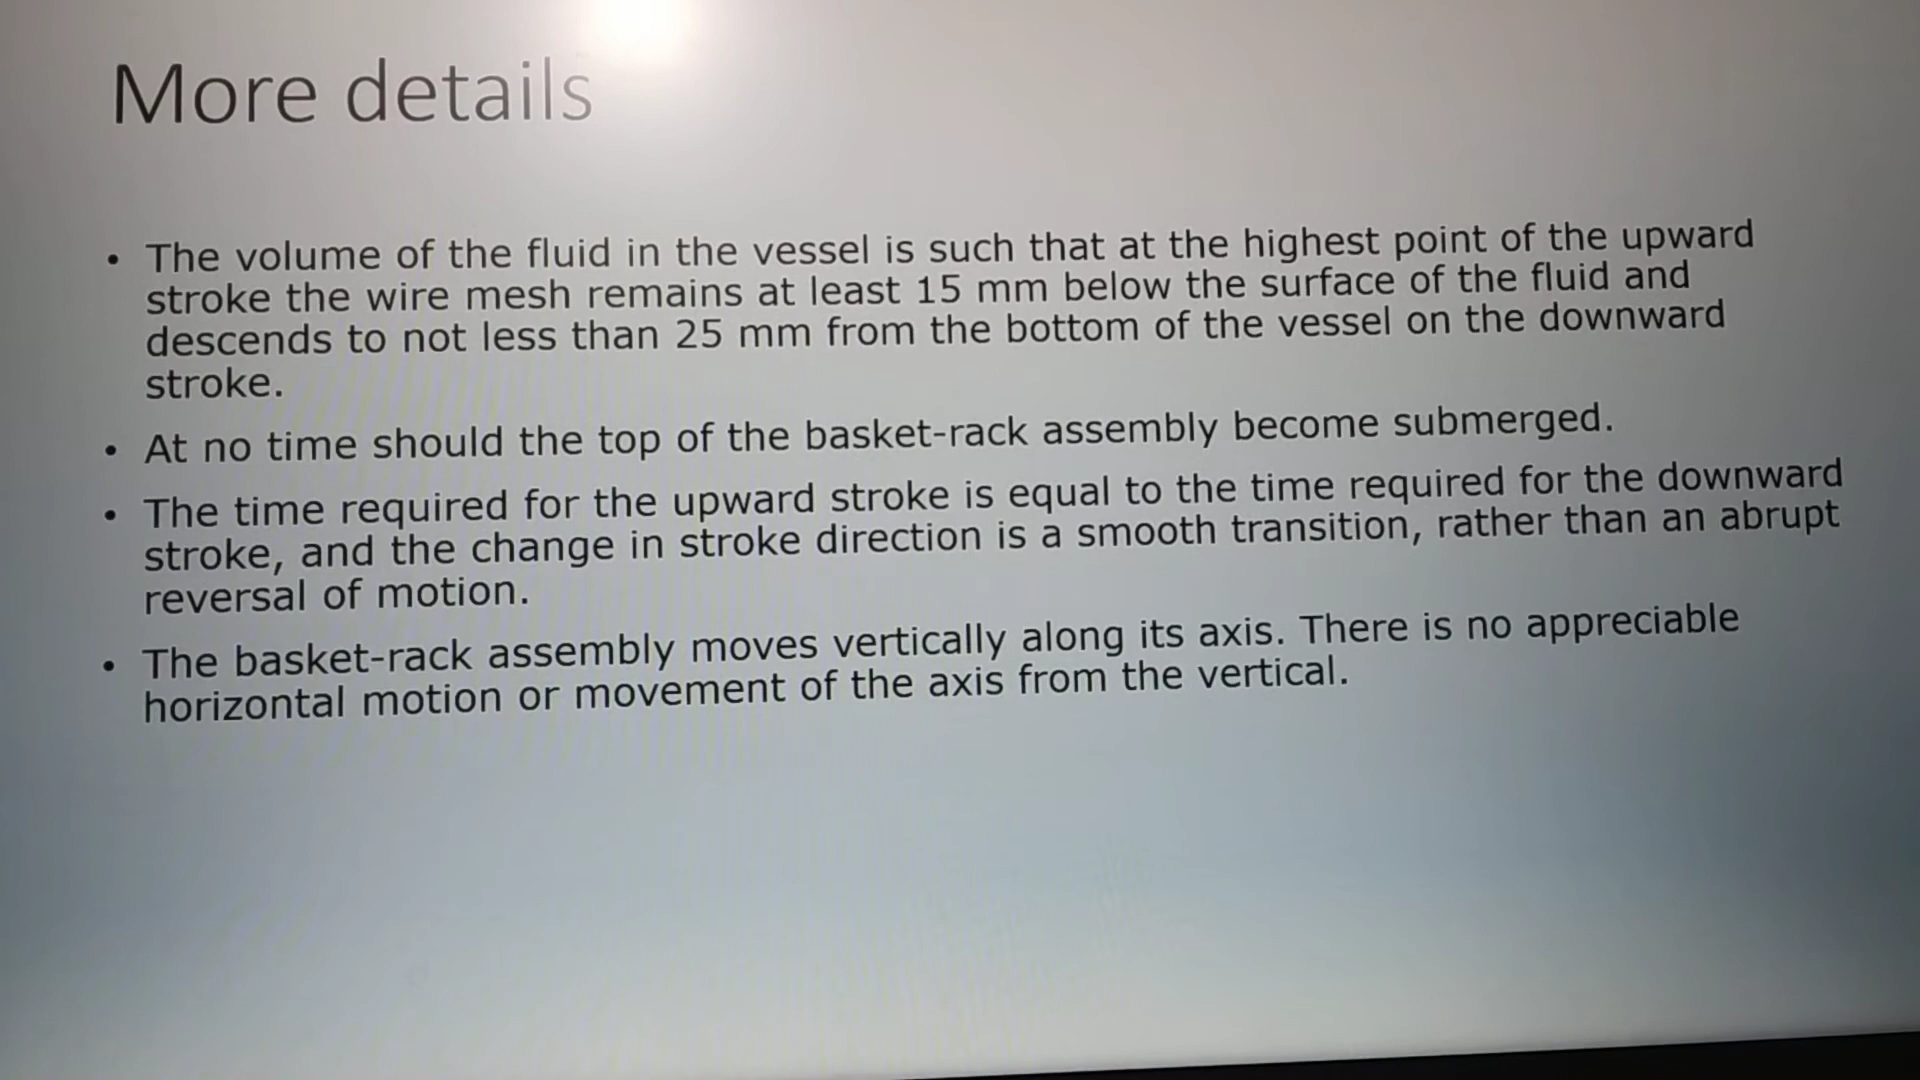 More details
• The volume of the fluid in the vessel is such that at the highest point of the upward
stroke the wire mesh remains at least 15 mm below the surface of the fluid and
descends to not less than 25 mm from the bottom of the vessel on the downward
stroke.
• At no time should the top of the basket-rack assembly become submerged.
• The time required for the upward stroke is equal to the time required for the downward
stroke, and the change in stroke direction is a smooth transition, rather than an abrupt
reversal of motion.
• The basket-rack assembly moves vertically along its axis. There is no appreciable
horizontal motion or movement of the axis from the vertical.